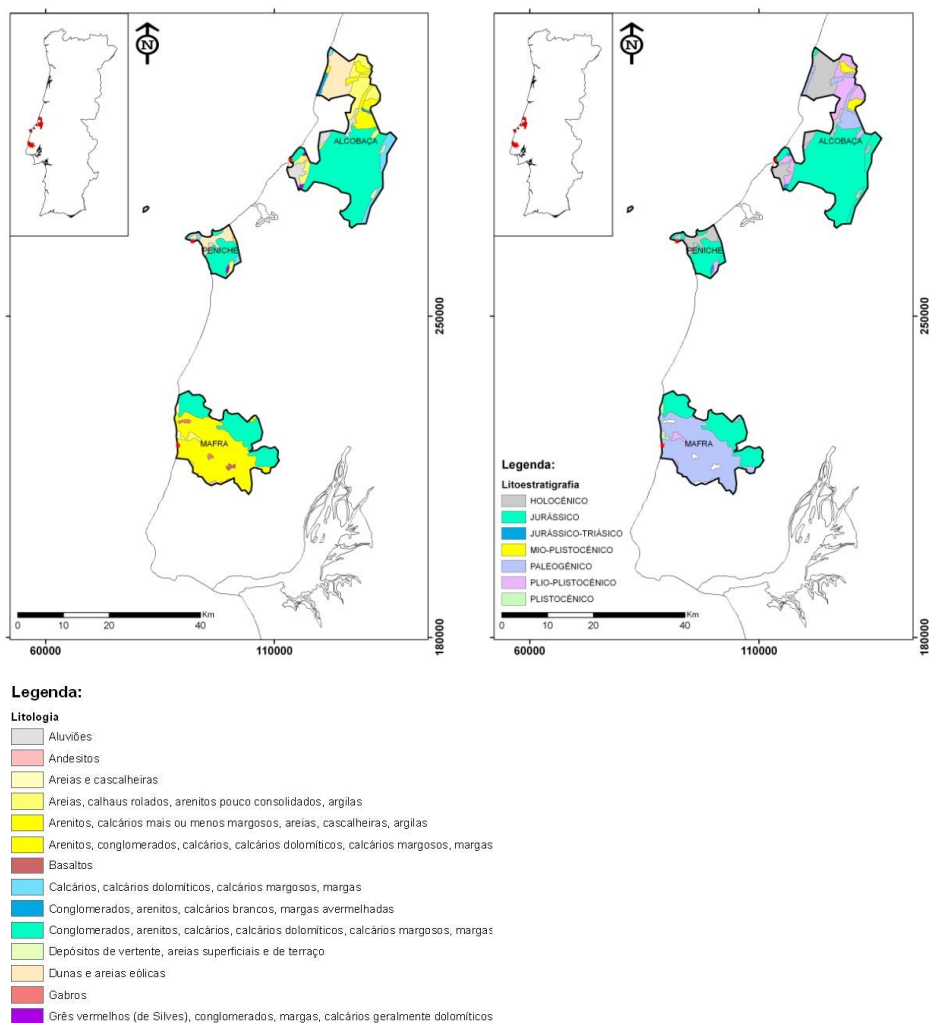 N
ALCOBAÇA
PENICHE
MAFRA
250000
180000
0 10 20 40 Km
60000 110000
N
ALCOBAÇA
PENICHE
MAFRA
250000
180000
Legenda:
Litoestratigrafia
HOLOCÉNICO
JURÁSSICO
JURÁSSICO-TRIÁSICO
MIO-PLISTOCÉNICO
PALEOGÉNICO
PLIO-PLISTOCÉNICO
PLISTOCÉNICO
0 10 20 40 Km
60000 110000
Legenda:
Litologia
Aluviões
Andesitos
Areias e cascalheiras
Areias, calhaus rolados, arenitos pouco consolidados, argilas
Arenitos, calcários mais ou menos margosos, areias, cascalheiras, argilas
Arenitos, conglomerados, calcários, calcários dolomíticos, calcários margosos, margas
Basaltos
Calcários, calcários dolomíticos, calcários margosos, margas
Conglomerados, arenitos, calcários brancos, margas avermelhadas
Conglomerados, arenitos, calcários, calcários dolomíticos, calcários margosos, margas
Depósitos de vertente, areias superficiais e de terraço
Dunas e areias eólicas
Gabros
Grês vermelhos (de Silves), conglomerados, margas, calcários geralmente dolomíticos